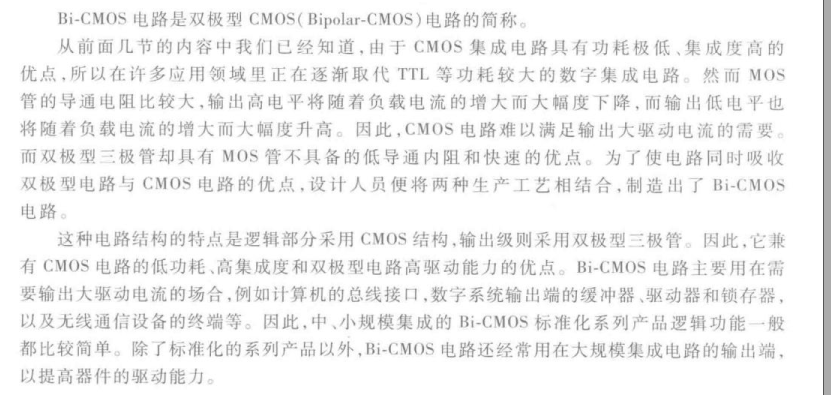 Bi-CMOS 电路是双极型 CMOS(Bipolar-CMOS)电路的简称。
从前面几节的内容中我们已经知道,由于 CMOS 集成电路具有功耗极低、集成度高的
优点,所以在许多应用领域里正在逐渐取代 TTL 等功耗较大的数字集成电路。然而 MOS
管的导通电阻比较大,输出高电平将随着负载电流的增大而大幅度下降,而输出低电平也
将随着负载电流的增大而大幅度升高。因此,CMOS 电路难以满足输出大驱动电流的需要。
而双极型三极管却具有 MOS 管不具备的低导通内阻和快速的优点。为了使电路同时吸收
双极型电路与 CMOS 电路的优点,设计人员便将两种生产工艺相结合,制造出了 Bi-CMOS
电路。
这种电路结构的特点是逻辑部分采用 CMOS 结构,输出级则采用双极型三极管。因此,它兼
有 CMOS 电路的低功耗、高集成度和双极型电路高驱动能力的优点。Bi-CMOS 电路主要用在需
要输出大驱动电流的场合,例如计算机的总线接口,数字系统输出端的缓冲器、驱动器和锁存器,
以及无线通信设备的终端等。因此,中、小规模集成的 Bi-CMOS 标准化系列产品逻辑功能一般
都比较简单。除了标准化的系列产品以外,Bi-CMOS 电路还经常用在大规模集成电路的输出端,
以提高器件的驱动能力。